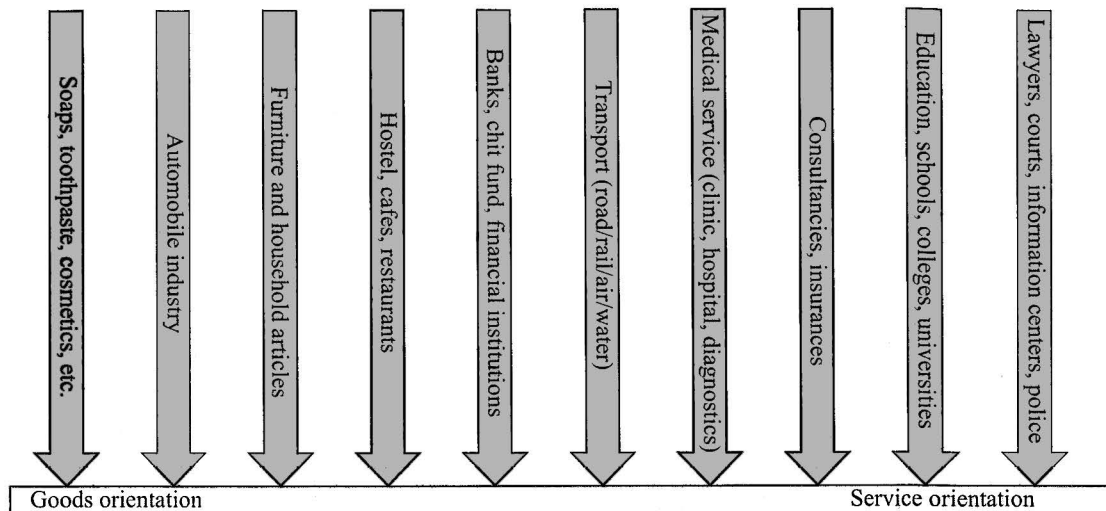 Soaps, toothpaste, cosmetics, etc.
Automobile industry
Furniture and household articles
Hostel, cafes, restaurants
Banks, chit fund, financial institutions
Transport (road/rail/air/water)
Medical service (clinic, hospital, diagnostics)
Consultancies, insurances
Education, schools, colleges, universities
Lawyers, courts, information centers, police
Goods orientation
Service orientation